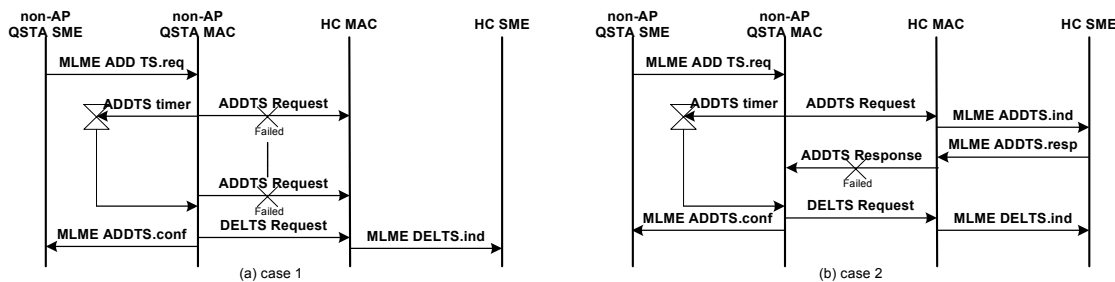 non-AP
QSTA SME
non-AP
QSTA MAC
HC MAC
HC SME
MLME ADD TS.req
ADDTS timer
ADDTS Request
Failed
ADDTS Request
Failed
DELTS Request
MLME ADDTS.conf
MLME DELTS.ind
(a) case 1
non-AP
QSTA SME
non-AP
QSTA MAC
HC MAC
HC SME
MLME ADD TS.req
ADDTS timer
ADDTS Request
MLME ADDTS.ind
MLME ADDTS.resp
ADDTS Response
Failed
DELTS Request
MLME ADDTS.conf
MLME DELTS.ind
(b) case 2